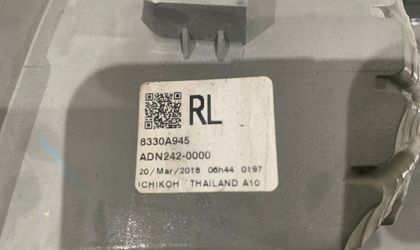 RL
8330A945
ADN242-0000
20/Mar/2018 06h44 0197
ICHIKOH THAILAND A10